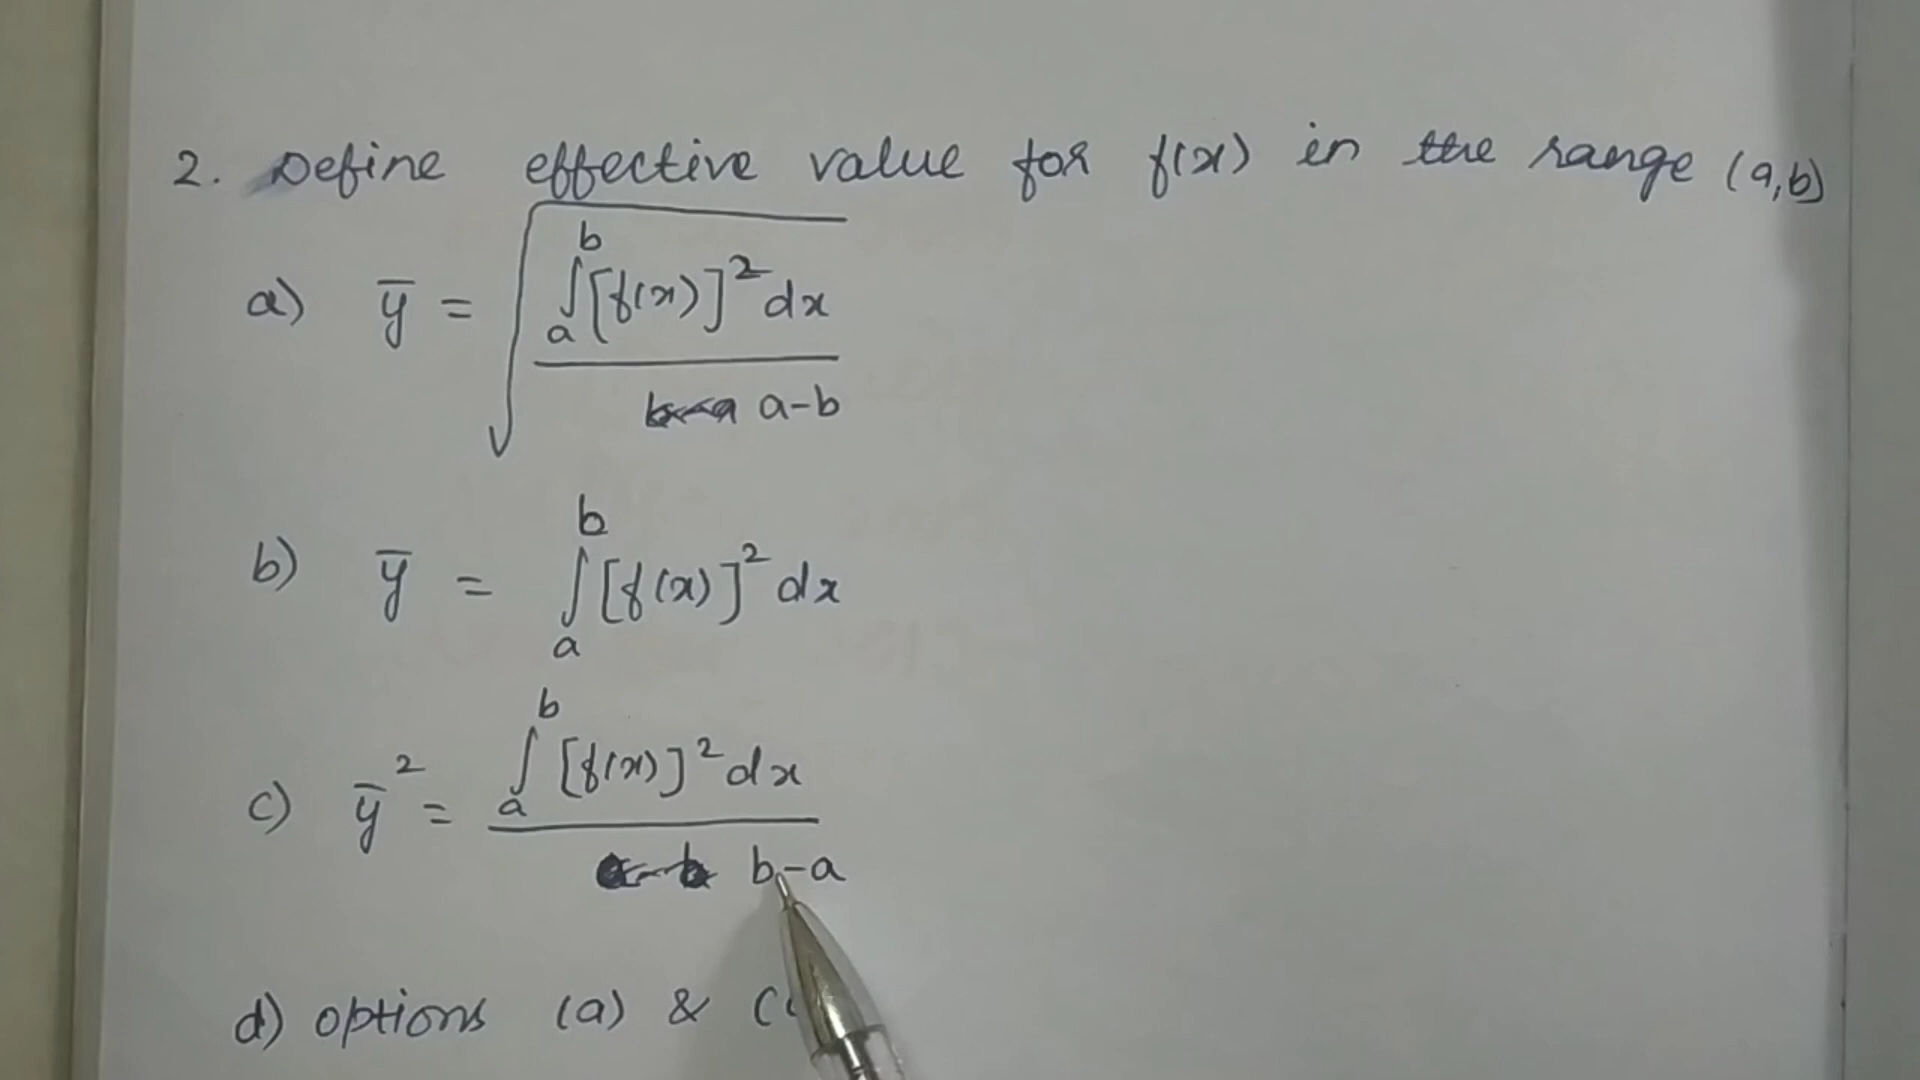 2. Define effective value for f(x) in the range (a,b)
a) ȳ = √(∫ₐᵇ [f(x)]² dx / a-b)
b) ȳ = ∫ₐᵇ [f(x)]² dx
c) ȳ² = ∫ₐᵇ [f(x)]² dx / b-a
d) options (a) & (